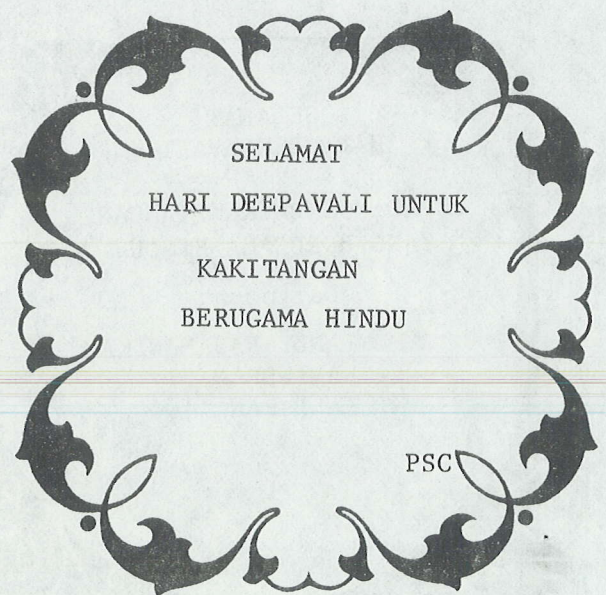 SELAMAT
HARI DEEPAVALI UNTUK
KAKITANGAN
BERUGAMA HINDU
PSC